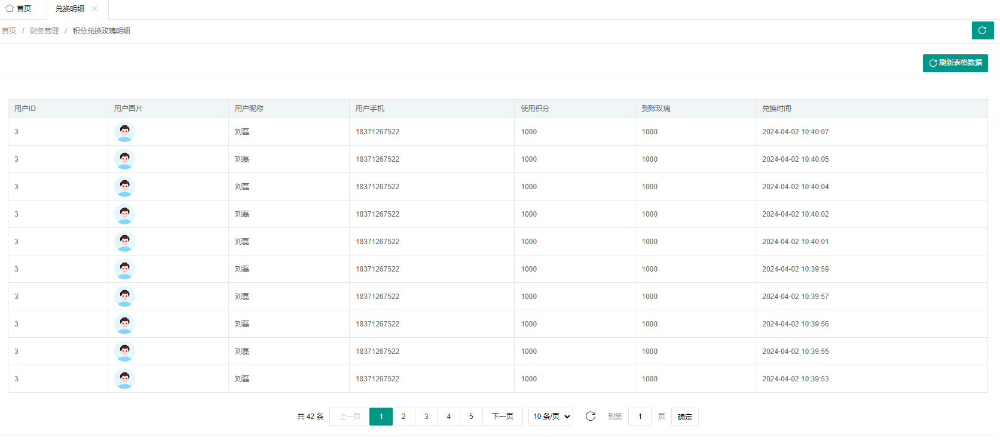 首页 兑换明细
首页 / 财务管理 / 积分兑换玫瑰明细
刷新表格数据
用户ID 用户图片 用户昵称 用户手机 使用积分 到账玫瑰 兑换时间
3 刘磊 18371267522 1000 1000 2024-04-02 10:40:07
3 刘磊 18371267522 1000 1000 2024-04-02 10:40:05
3 刘磊 18371267522 1000 1000 2024-04-02 10:40:04
3 刘磊 18371267522 1000 1000 2024-04-02 10:40:02
3 刘磊 18371267522 1000 1000 2024-04-02 10:40:01
3 刘磊 18371267522 1000 1000 2024-04-02 10:39:59
3 刘磊 18371267522 1000 1000 2024-04-02 10:39:57
3 刘磊 18371267522 1000 1000 2024-04-02 10:39:56
3 刘磊 18371267522 1000 1000 2024-04-02 10:39:55
3 刘磊 18371267522 1000 1000 2024-04-02 10:39:53
共 42 条 上一页 1 2 3 4 5 下一页 10 条/页 到第 1 页 确定